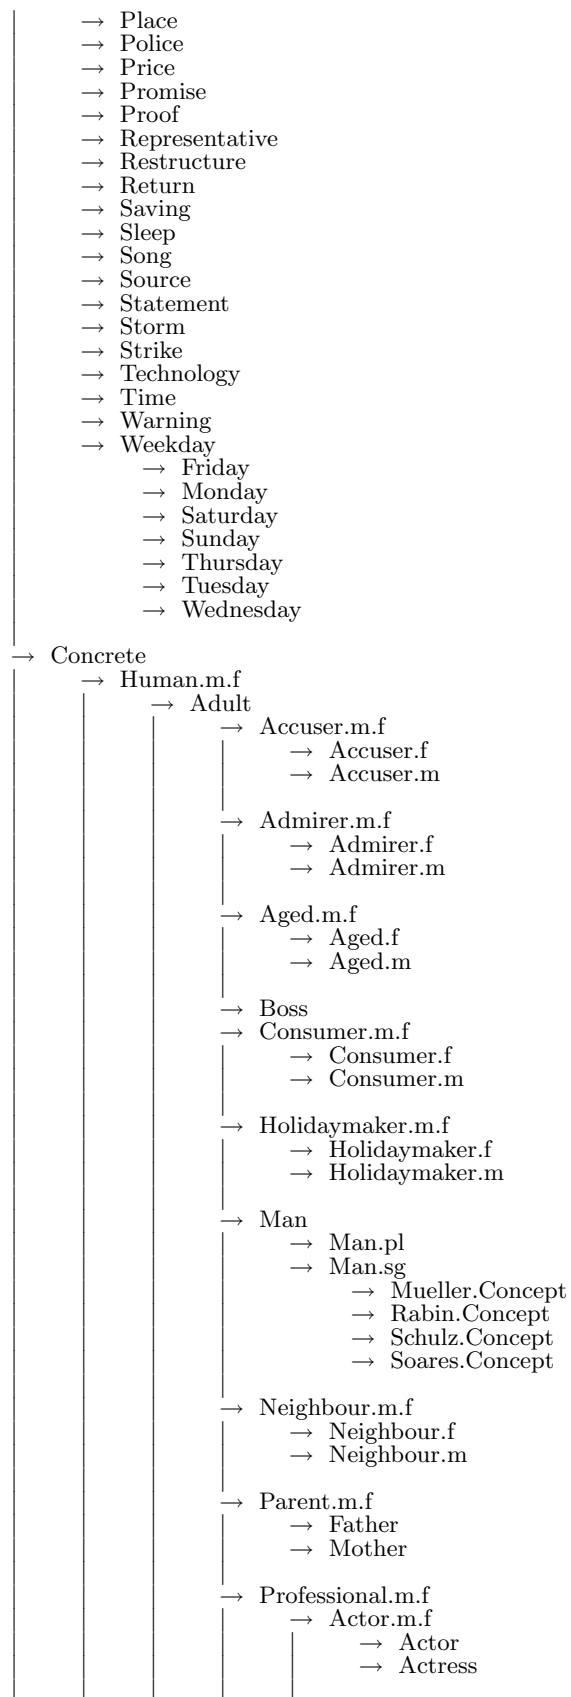 → Place
→ Police
→ Price
→ Promise
→ Proof
→ Representative
→ Restructure
→ Return
→ Saving
→ Sleep
→ Song
→ Source
→ Statement
→ Storm
→ Strike
→ Technology
→ Time
→ Warning
→ Weekday
→ Friday
→ Monday
→ Saturday
→ Sunday
→ Thursday
→ Tuesday
→ Wednesday
→ Concrete
→ Human.m.f
→ Adult
→ Accuser.m.f
→ Accuser.f
→ Accuser.m
→ Admirer.m.f
→ Admirer.f
→ Admirer.m
→ Aged.m.f
→ Aged.f
→ Aged.m
→ Boss
→ Consumer.m.f
→ Consumer.f
→ Consumer.m
→ Holidaymaker.m.f
→ Holidaymaker.f
→ Holidaymaker.m
→ Man
→ Man.pl
→ Man.sg
→ Mueller.Concept
→ Rabin.Concept
→ Schulz.Concept
→ Soares.Concept
→ Neighbour.m.f
→ Neighbour.f
→ Neighbour.m
→ Parent.m.f
→ Father
→ Mother
→ Professional.m.f
→ Actor.m.f
→ Actor
→ Actress